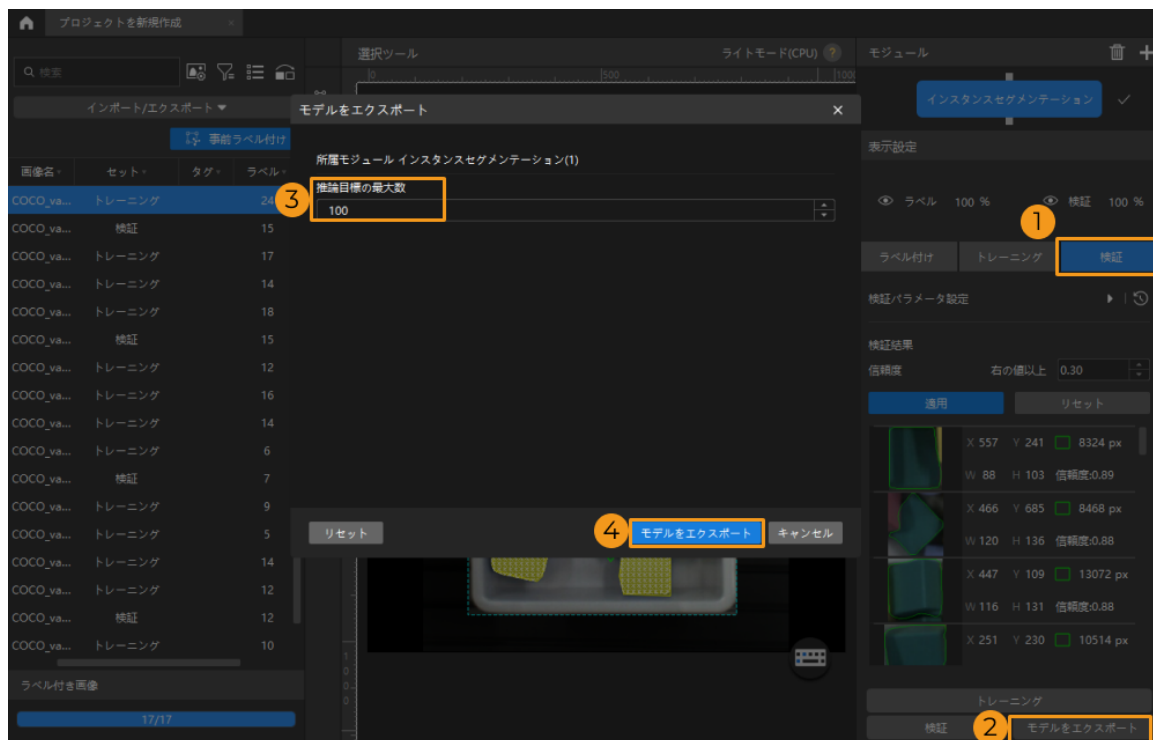 プロジェクトを新規作成 ×
検索
インポート/エクスポート
事前ラベル付け
画像名 セット タグ ラベル
COCO_va... トレーニング 24
COCO_va... 検証 15
COCO_va... トレーニング 17
COCO_va... トレーニング 14
COCO_va... トレーニング 18
COCO_va... 検証 15
COCO_va... トレーニング 12
COCO_va... トレーニング 16
COCO_va... トレーニング 14
COCO_va... トレーニング 6
COCO_va... 検証 7
COCO_va... トレーニング 9
COCO_va... トレーニング 5
COCO_va... トレーニング 14
COCO_va... トレーニング 12
COCO_va... 検証 12
COCO_va... トレーニング 10
ラベル付き画像
17/17
選択ツール ライトモード(CPU) ?
0 500 100
モデルをエクスポート ×
所属モジュール インスタンスセグメンテーション(1)
3
推論目標の最大数
100
リセット 4 モデルをエクスポート キャンセル
1
0
0
0
モジュール
インスタンスセグメンテーション
表示設定
ラベル 100 % 検証 100 %
1
ラベル付け トレーニング 検証
検証パラメータ設定
検証結果
信頼度 右の値以上 0.30
適用 リセット
X 557 Y 241 8324 px
W 88 H 103 信頼度:0.89
X 466 Y 685 8468 px
W 120 H 136 信頼度:0.88
X 447 Y 109 13072 px
W 116 H 131 信頼度:0.88
X 251 Y 230 10514 px
トレーニング
検証 2 モデルをエクスポート